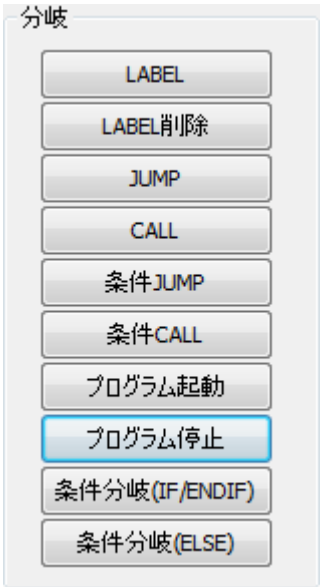 分岐
LABEL
LABEL削除
JUMP
CALL
条件JUMP
条件CALL
プログラム起動
プログラム停止
条件分岐(IF/ENDIF)
条件分岐(ELSE)